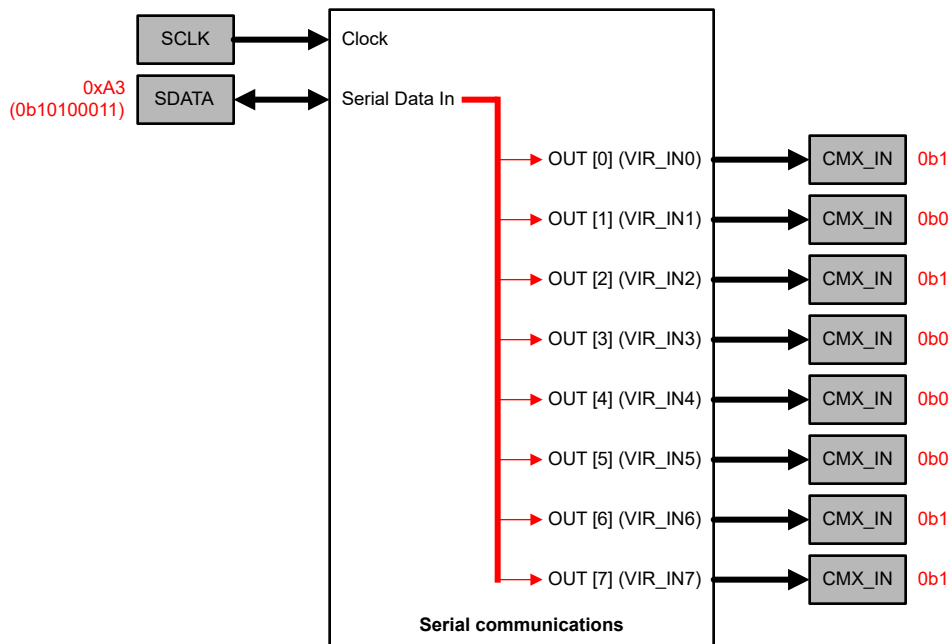 SCLK
Clock
0xA3
(0b10100011)
SDATA
Serial Data In
OUT [0] (VIR_IN0)
CMX_IN
0b1
OUT [1] (VIR_IN1)
CMX_IN
0b0
OUT [2] (VIR_IN2)
CMX_IN
0b1
OUT [3] (VIR_IN3)
CMX_IN
0b0
OUT [4] (VIR_IN4)
CMX_IN
0b0
OUT [5] (VIR_IN5)
CMX_IN
0b0
OUT [6] (VIR_IN6)
CMX_IN
0b1
OUT [7] (VIR_IN7)
CMX_IN
0b1
Serial communications